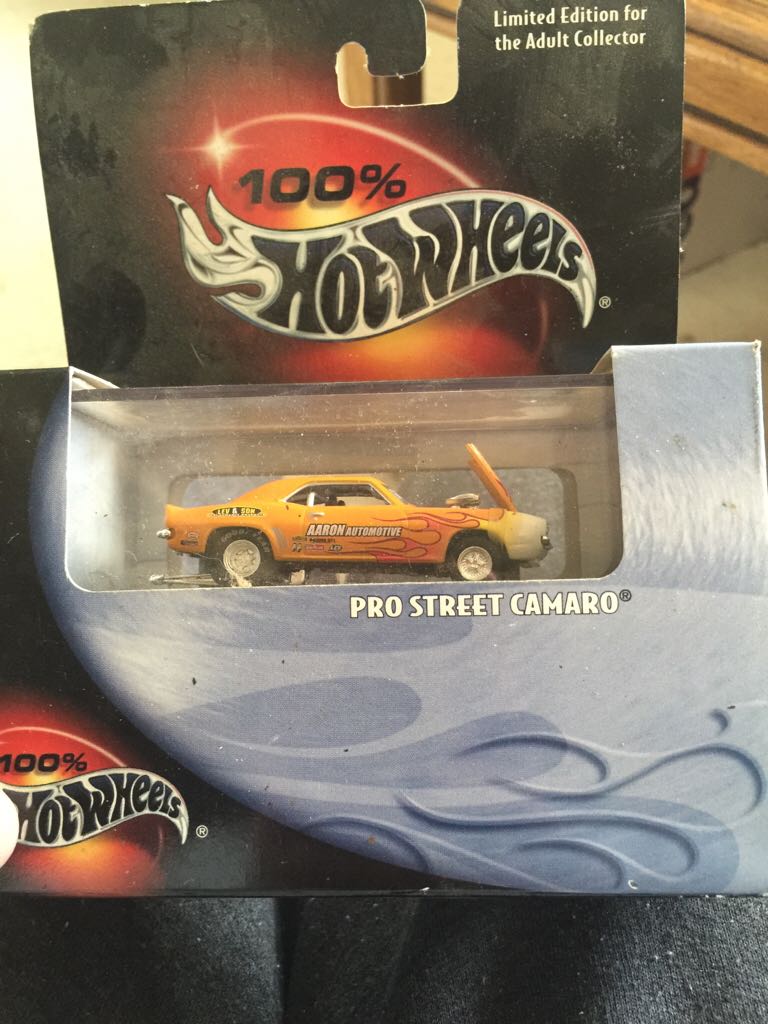 Limited Edition for
the Adult Collector
100%
HotWheels®
LEV & SON
AARON AUTOMOTIVE
PRO STREET CAMARO®
100%
HotWheels®